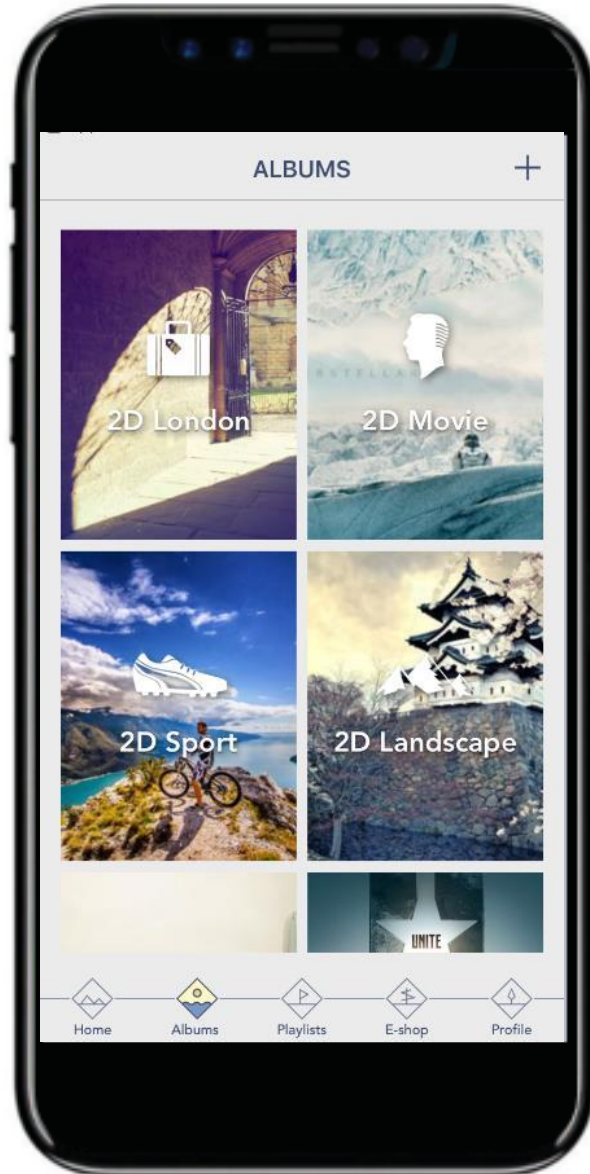 ALBUMS
2D London
2D Movie
2D Sport
2D Landscape
UNITE
Home
Albums
Playlists
E-shop
Profile